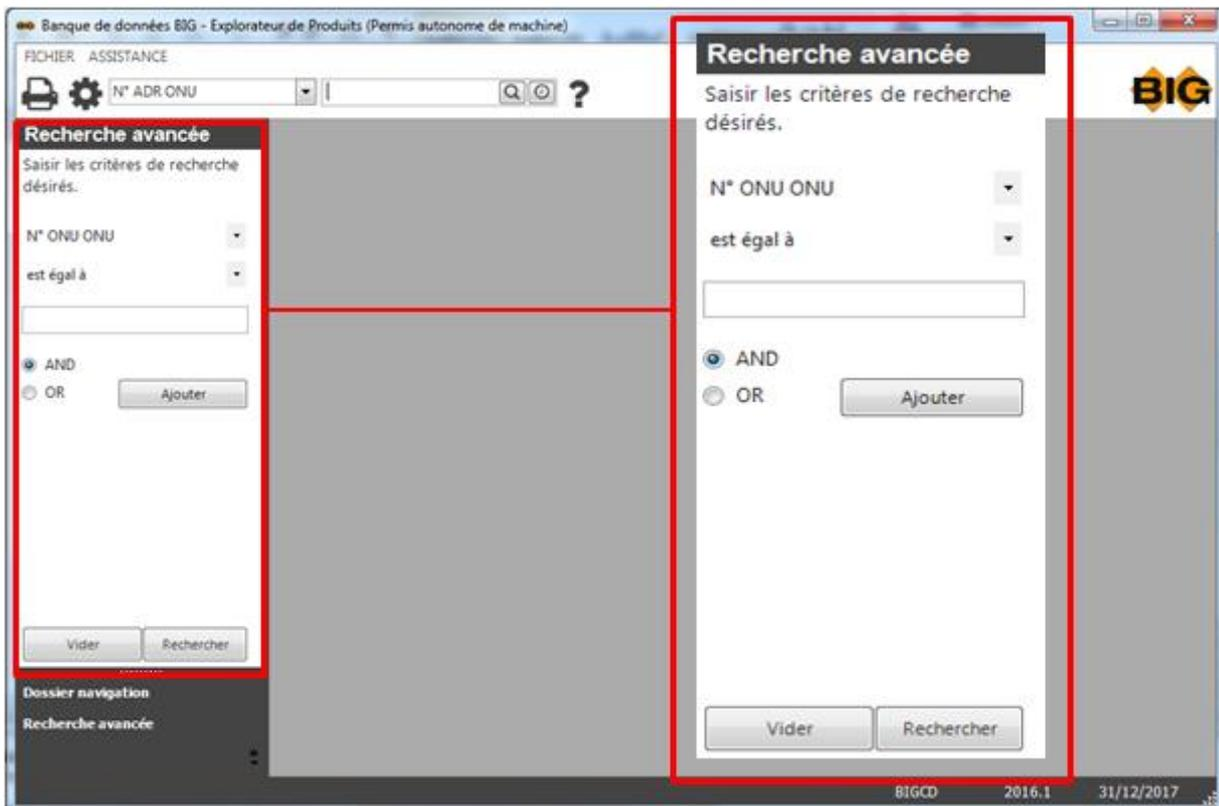 Banque de données BIG - Explorateur de Produits (Permis autonome de machine)
FICHIER ASSISTANCE
N° ADR ONU
?
BIG
Recherche avancée
Saisir les critères de recherche
désirés.
N° ONU ONU
est égal à
AND
OR
Ajouter
Vider
Rechercher
Dossier navigation
Recherche avancée
Recherche avancée
Saisir les critères de recherche
désirés.
N° ONU ONU
est égal à
AND
OR
Ajouter
Vider
Rechercher
BIGCD 2016.1 31/12/2017